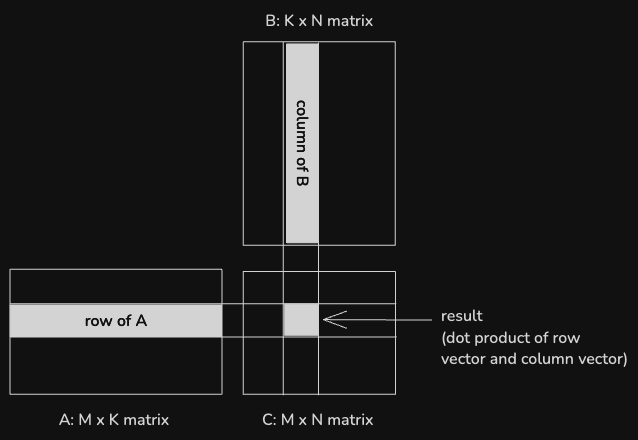 B: K x N matrix
column of B
row of A
result
(dot product of row
vector and column vector)
A: M x K matrix
C: M x N matrix